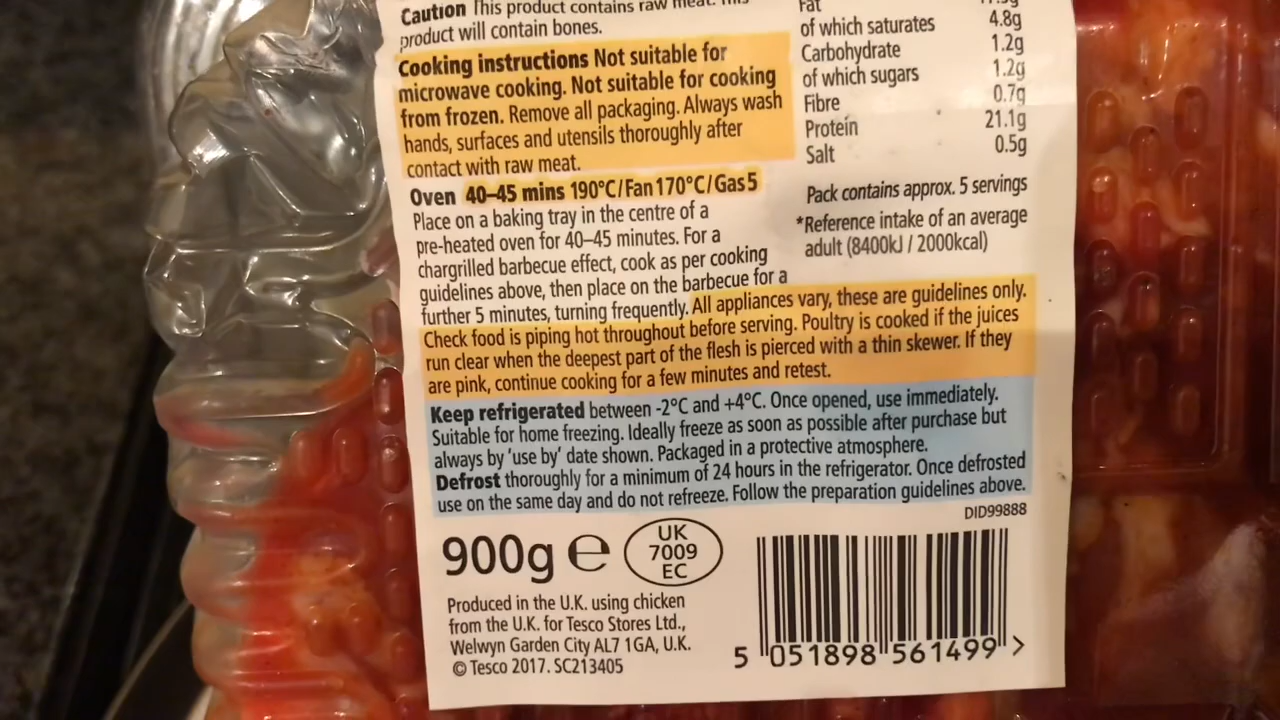 Caution This product contains raw meat. This
product will contain bones.
Cooking instructions Not suitable for
microwave cooking. Not suitable for cooking
from frozen. Remove all packaging. Always wash
hands, surfaces and utensils thoroughly after
contact with raw meat.
Oven 40–45 mins 190°C/Fan 170°C/Gas 5
Place on a baking tray in the centre of a
pre-heated oven for 40–45 minutes. For a
chargrilled barbecue effect, cook as per cooking
guidelines above, then place on the barbecue for a
further 5 minutes, turning frequently. All appliances vary, these are guidelines only.
Check food is piping hot throughout before serving. Poultry is cooked if the juices
run clear when the deepest part of the flesh is pierced with a thin skewer. If they
are pink, continue cooking for a few minutes and retest.
Fat
of which saturates 4.8g
Carbohydrate 1.2g
of which sugars 1.2g
Fibre 0.7g
Protein 21.1g
Salt 0.5g
Pack contains approx. 5 servings
*Reference intake of an average
adult (8400kJ / 2000kcal)
Keep refrigerated between -2°C and +4°C. Once opened, use immediately.
Suitable for home freezing. Ideally freeze as soon as possible after purchase but
always by 'use by' date shown. Packaged in a protective atmosphere.
Defrost thoroughly for a minimum of 24 hours in the refrigerator. Once defrosted
use on the same day and do not refreeze. Follow the preparation guidelines above.
DID99888
900g e
UK
7009
EC
Produced in the U.K. using chicken
from the U.K. for Tesco Stores Ltd.,
Welwyn Garden City AL7 1GA, U.K.
© Tesco 2017. SC213405
5 051898 561499 >